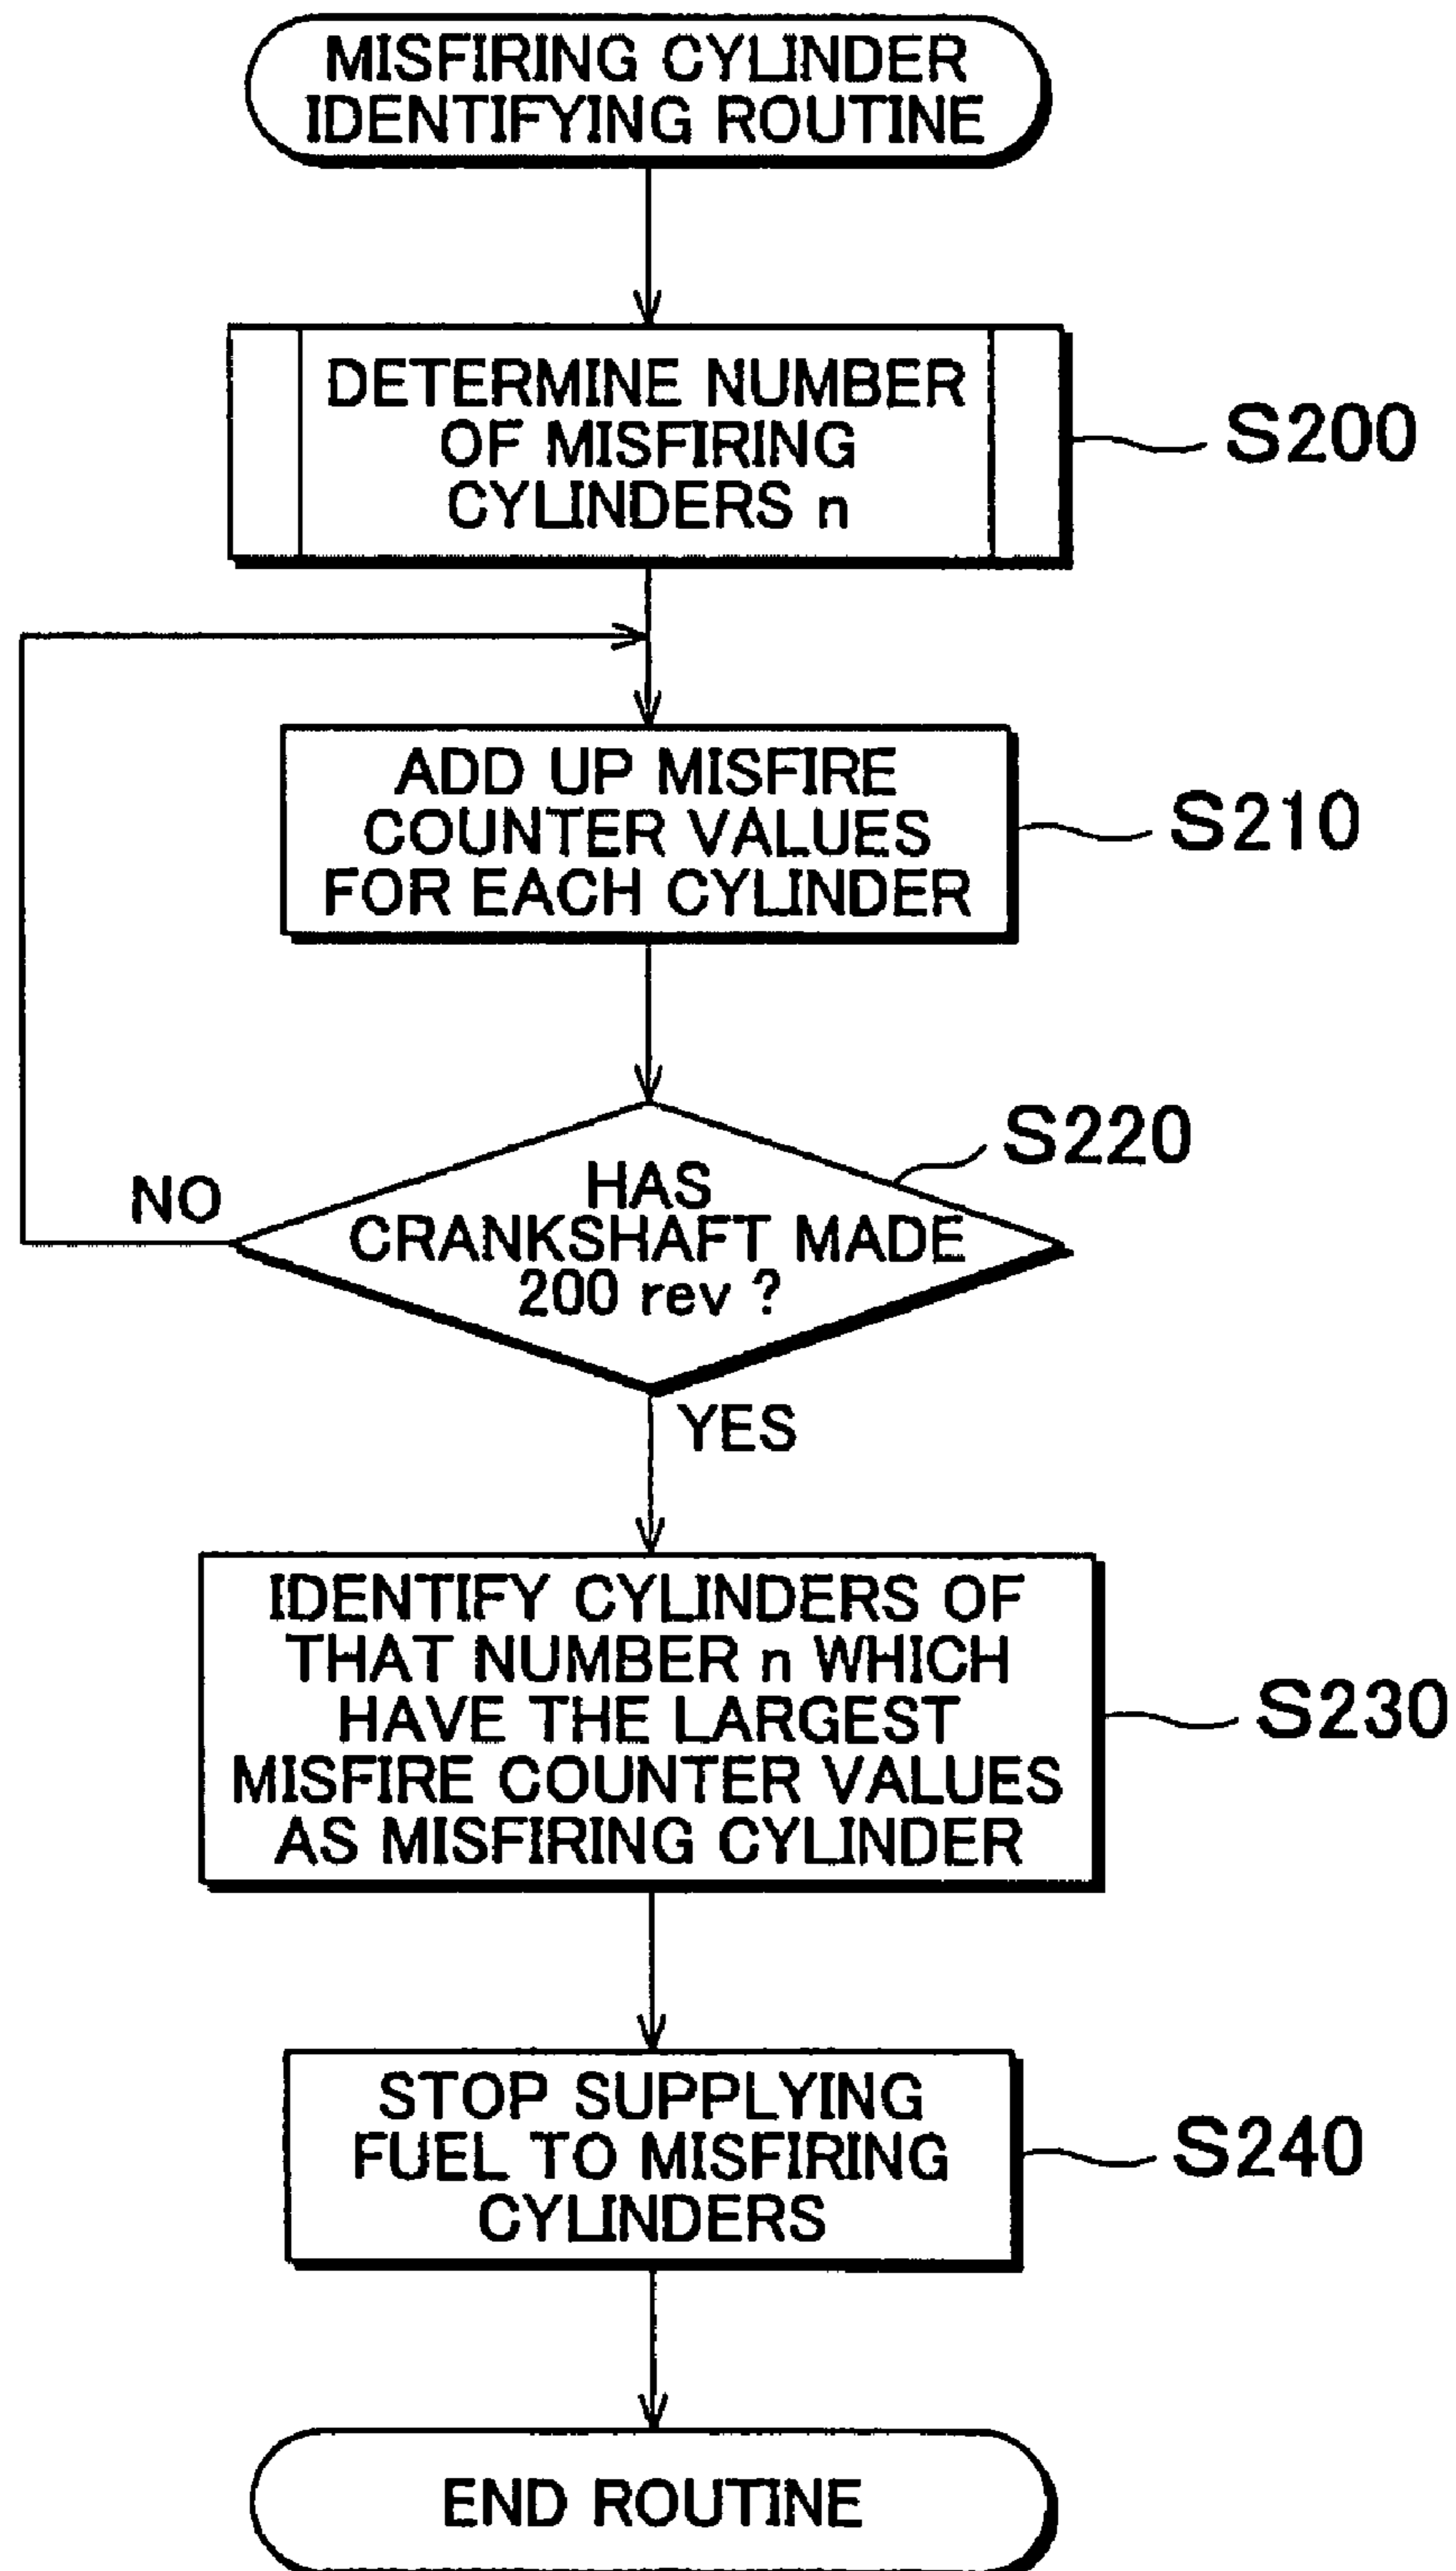 MISFIRING CYLINDER
IDENTIFYING ROUTINE
DETERMINE NUMBER
OF MISFIRING
CYLINDERS n
S200
ADD UP MISFIRE
COUNTER VALUES
FOR EACH CYLINDER
S210
S220
HAS
CRANKSHAFT MADE
200 rev ?
NO
YES
IDENTIFY CYLINDERS OF
THAT NUMBER n WHICH
HAVE THE LARGEST
MISFIRE COUNTER VALUES
AS MISFIRING CYLINDER
S230
STOP SUPPLYING
FUEL TO MISFIRING
CYLINDERS
S240
END ROUTINE